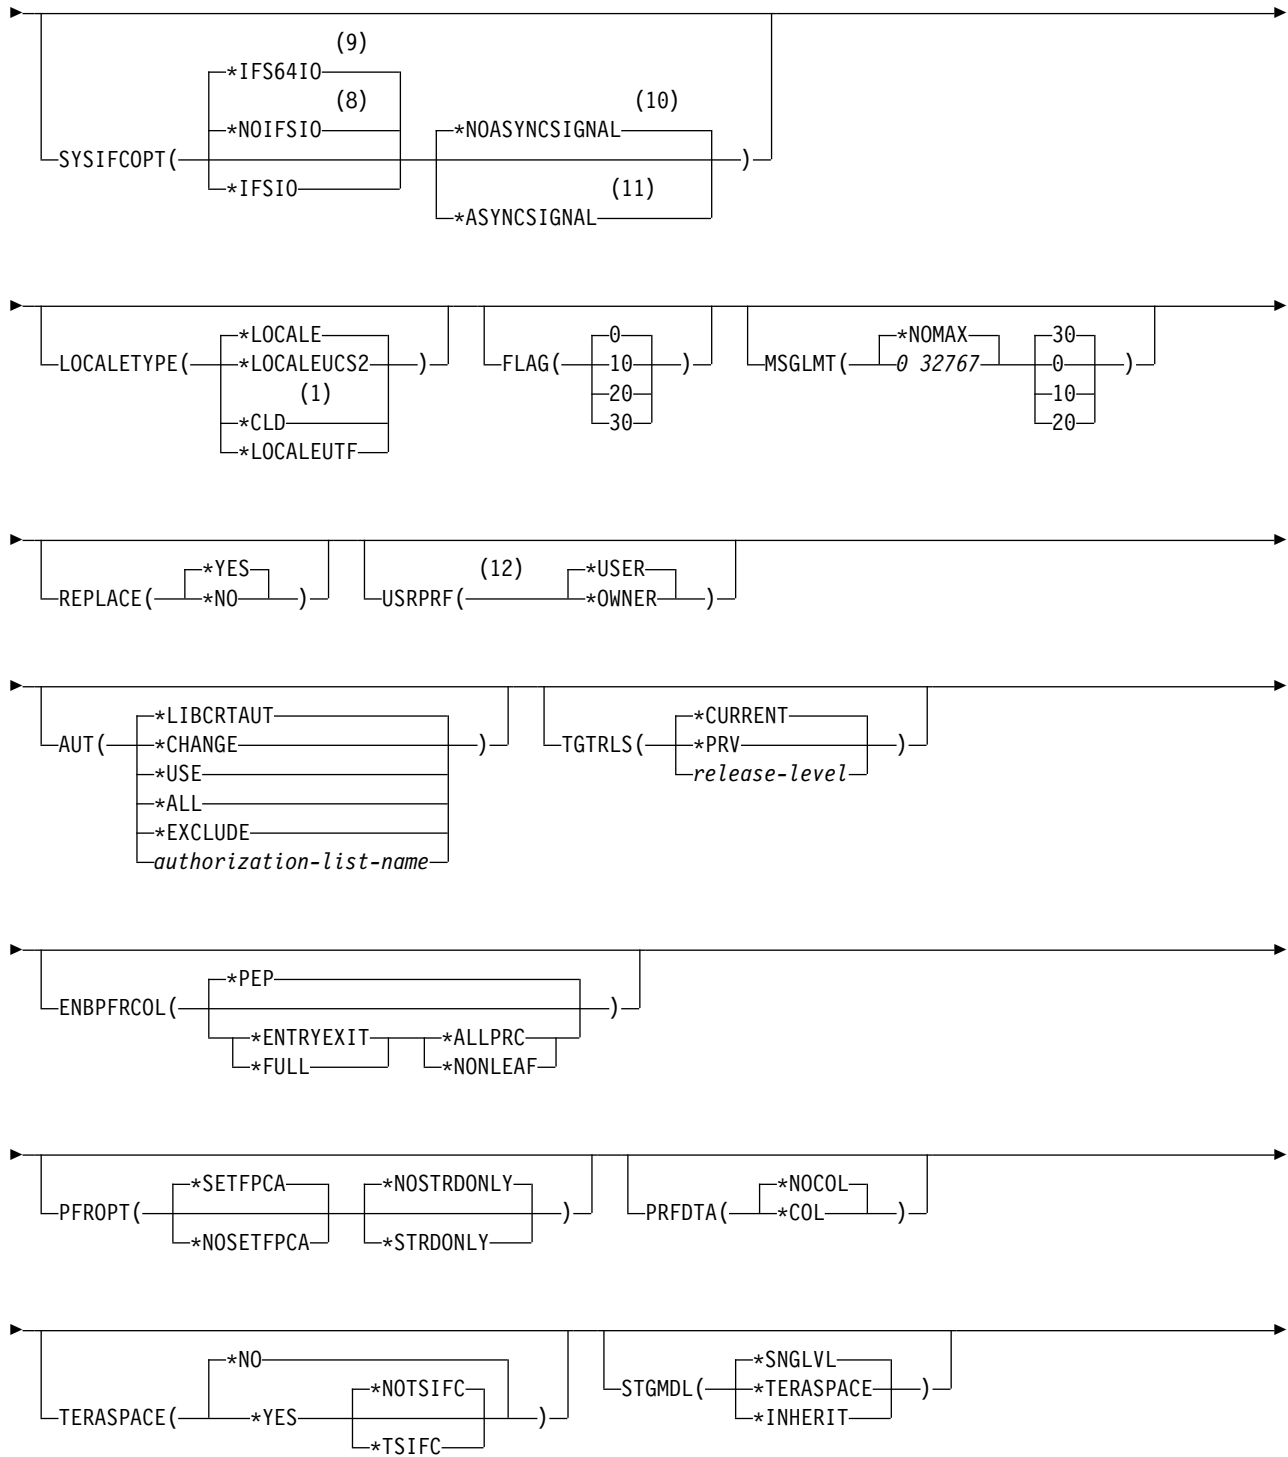 (9)
*IFS64IO
(8) (10)
*NOIFSIO *NOASYNCSIGNAL
SYSIFCOPT( )
*IFSIO (11)
*ASYNCSIGNAL
*LOCALE 0 *NOMAX 30
LOCALETYPE( *LOCALEUCS2 ) FLAG( 10 ) MSGLMT( 0 32767 0 )
(1) 20 10
*CLD 30 20
*LOCALEUTF
(12)
*YES *USER
REPLACE( *NO ) USRPRF( *OWNER )
*LIBCRTAUT *CURRENT
AUT( *CHANGE ) TGTRLS( *PRV )
*USE release-level
*ALL
*EXCLUDE
authorization-list-name
*PEP
ENBPFRCOL( )
*ENTRYEXIT *ALLPRC
*FULL *NONLEAF
*SETFPCA *NOSTRDONLY *NOCOL
PFROPT( ) PRFDTA( *COL )
*NOSETFPCA *STRDONLY
*NO *SNGLVL
*NOTSIFC STGMDL( *TERASPACE )
TERASPACE( *YES ) *INHERIT
*TSIFC